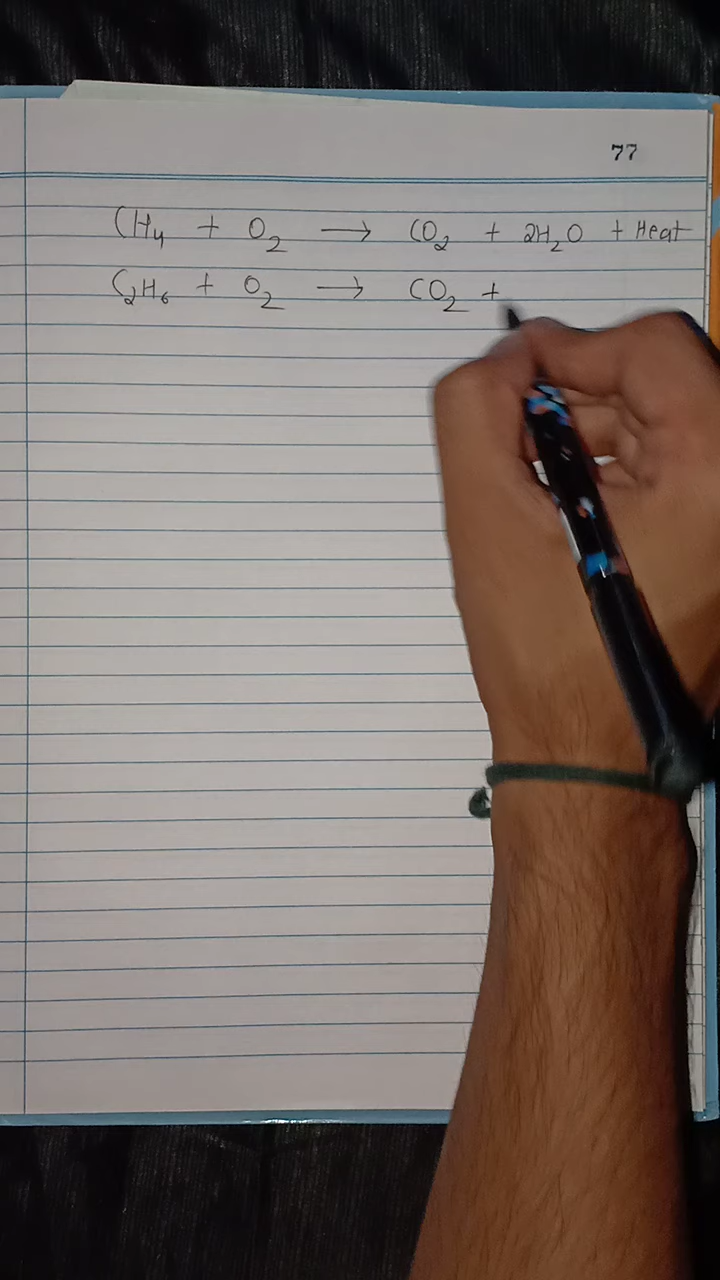 77
CH₄ + O₂ → CO₂ + 2H₂O + Heat
C₂H₆ + O₂ → CO₂ +